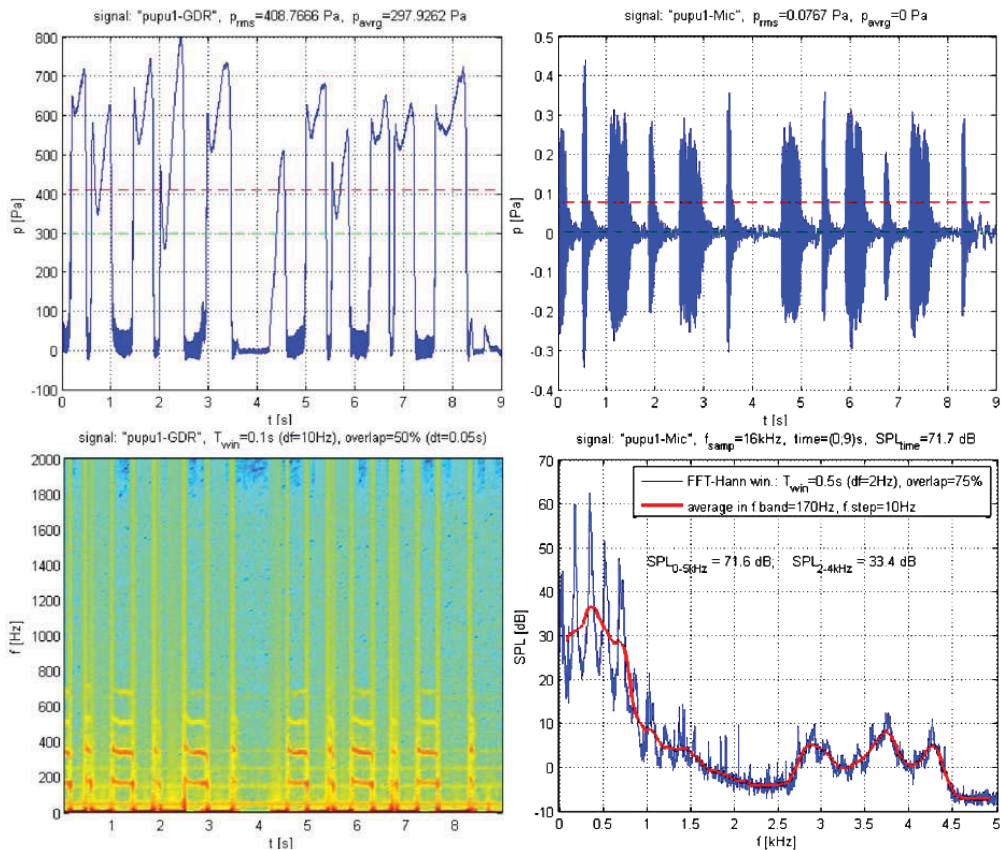 signal: "pupu1-GDR", p_rms=408.7666 Pa, p_avrg=297.9262 Pa
800
700
600
500
400
300
200
100
0
-100
p [Pa]
0 1 2 3 4 5 6 7 8 9
t [s]
signal: "pupu1-Mic", p_rms=0.0767 Pa, p_avrg=0 Pa
0.5
0.4
0.3
0.2
0.1
0
-0.1
-0.2
-0.3
-0.4
p [Pa]
0 1 2 3 4 5 6 7 8 9
t [s]
signal: "pupu1-GDR", T_win=0.1s (df=10Hz), overlap=50% (dt=0.05s)
2000
1800
1600
1400
1200
1000
800
600
400
200
0
f [Hz]
1 2 3 4 5 6 7 8
t [s]
signal: "pupu1-Mic", f_samp=16kHz, time=(0;9)s, SPL_time=71.7 dB
70
60
50
40
30
20
10
0
-10
SPL [dB]
FFT-Hann win.: T_win=0.5s (df=2Hz), overlap=75%
average in f.band=170Hz, f.step=10Hz
SPL_0-5kHz = 71.6 dB; SPL_2-4kHz = 33.4 dB
0 0.5 1 1.5 2 2.5 3 3.5 4 4.5 5
f [kHz]